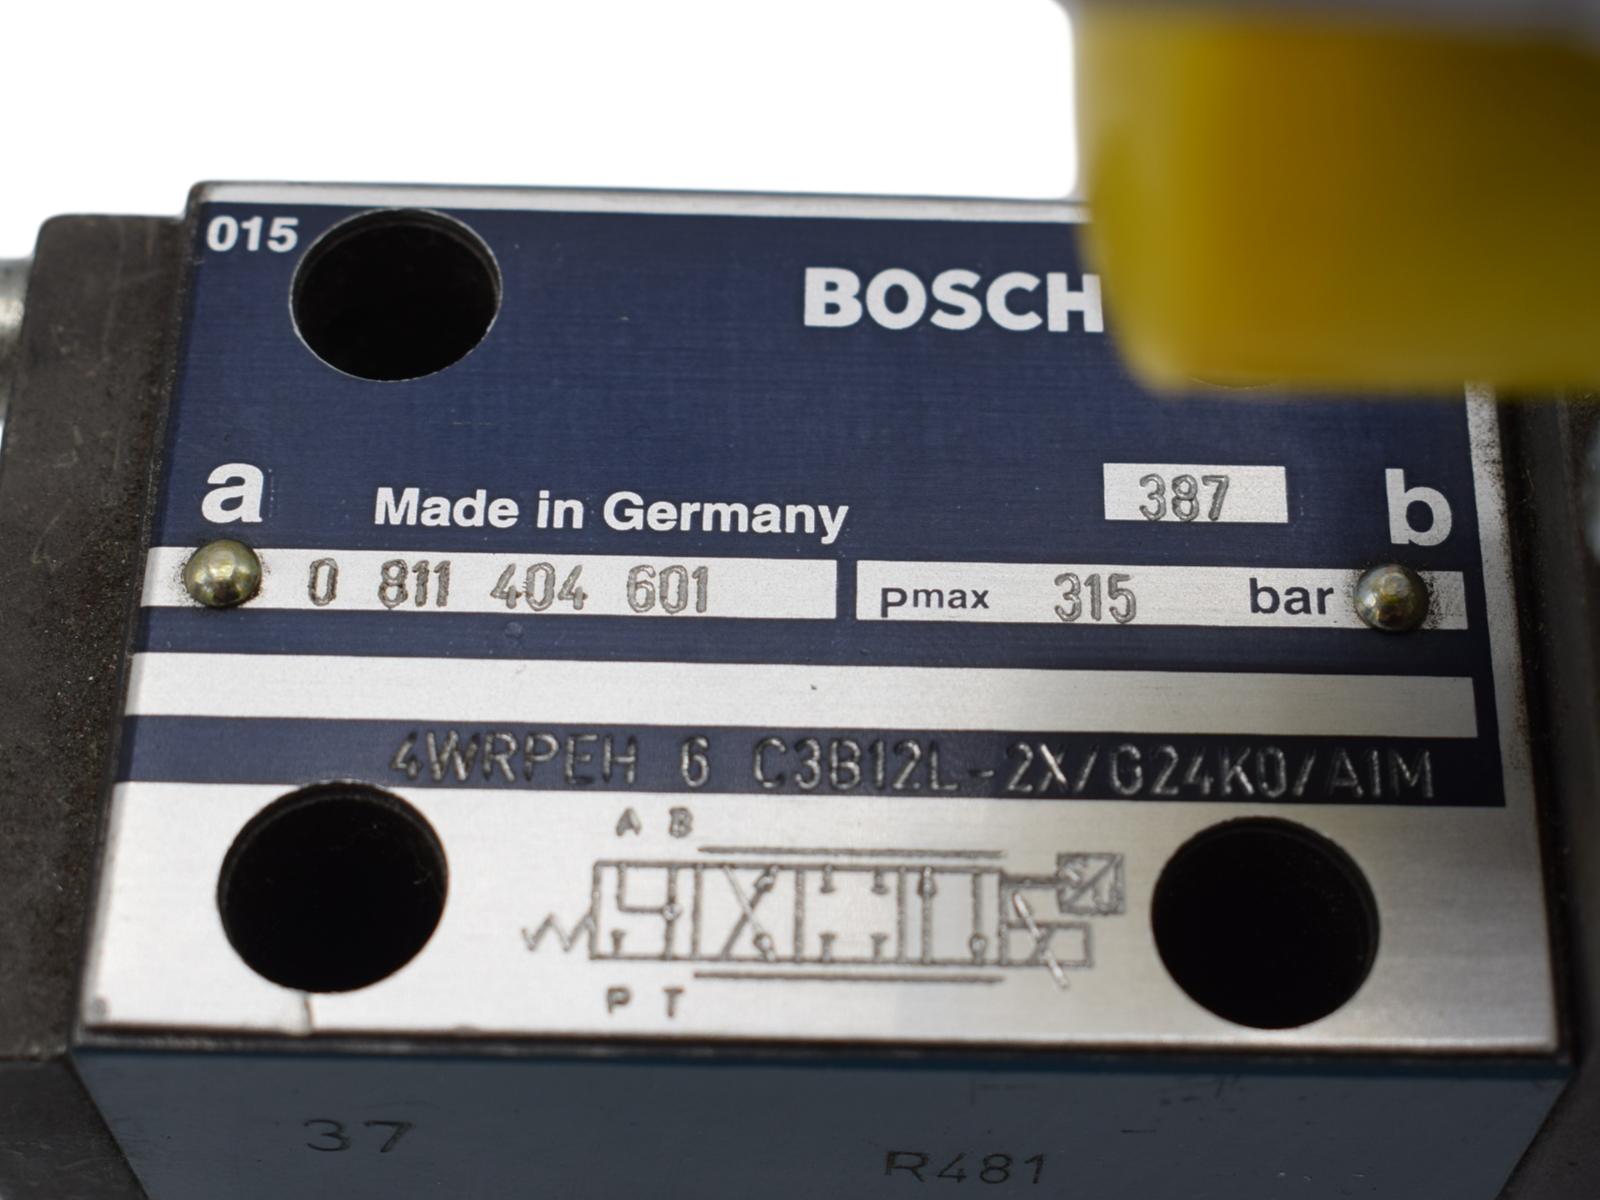 015
BOSCH
387
a
b
Made in Germany
0 811 404 601
pmax 315 bar
4WRPEH 6 C3B12L-2X/G24K0/A1M
A B
S
U
P T
37
R481